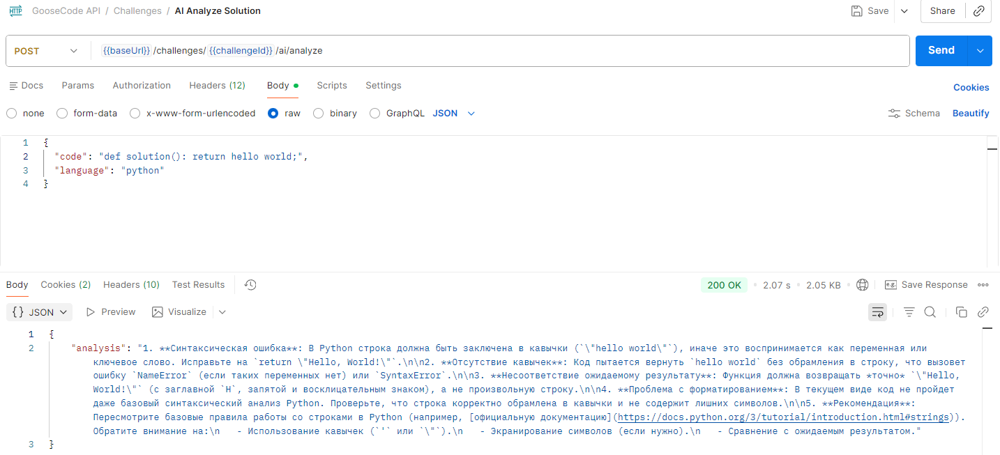 HTTP GooseCode API / Challenges / AI Analyze Solution Save Share
POST {{baseUrl}} /challenges/ {{challengeId}} /ai/analyze Send
Docs Params Authorization Headers (12) Body Scripts Settings Cookies
none form-data x-www-form-urlencoded raw binary GraphQL JSON Schema Beautify
1 {
2 "code": "def solution(): return hello world;",
3 "language": "python"
4 }
Body Cookies (2) Headers (10) Test Results 200 OK 2.07 s 2.05 KB e.g. Save Response
{} JSON Preview Visualize
1 {
2 "analysis": "1. **Синтаксическая ошибка**: В Python строка должна быть заключена в кавычки (`\"hello world\"`), иначе это воспринимается как переменная или
ключевое слово. Исправьте на `return \"Hello, World!\"`.\n\n2. **Отсутствие кавычек**: Код пытается вернуть `hello world` без обрамления в строку, что вызовет
ошибку `NameError` (если таких переменных нет) или `SyntaxError`.\n\n3. **Несоответствие ожидаемому результату**: Функция должна возвращать *точно* `\"Hello,
World!\"` (с заглавной `H`, запятой и восклицательным знаком), а не произвольную строку.\n\n4. **Проблема с форматированием**: В текущем виде код не пройдет
даже базовый синтаксический анализ Python. Проверьте, что строка корректно обрамлена в кавычки и не содержит лишних символов.\n\n5. **Рекомендация**:
Пересмотрите базовые правила работы со строками в Python (например, [официальную документацию](https://docs.python.org/3/tutorial/introduction.html#strings)).
Обратите внимание на:\n   - Использование кавычек (`'` или `\"`).\n   - Экранирование символов (если нужно).\n   - Сравнение с ожидаемым результатом."
3 }